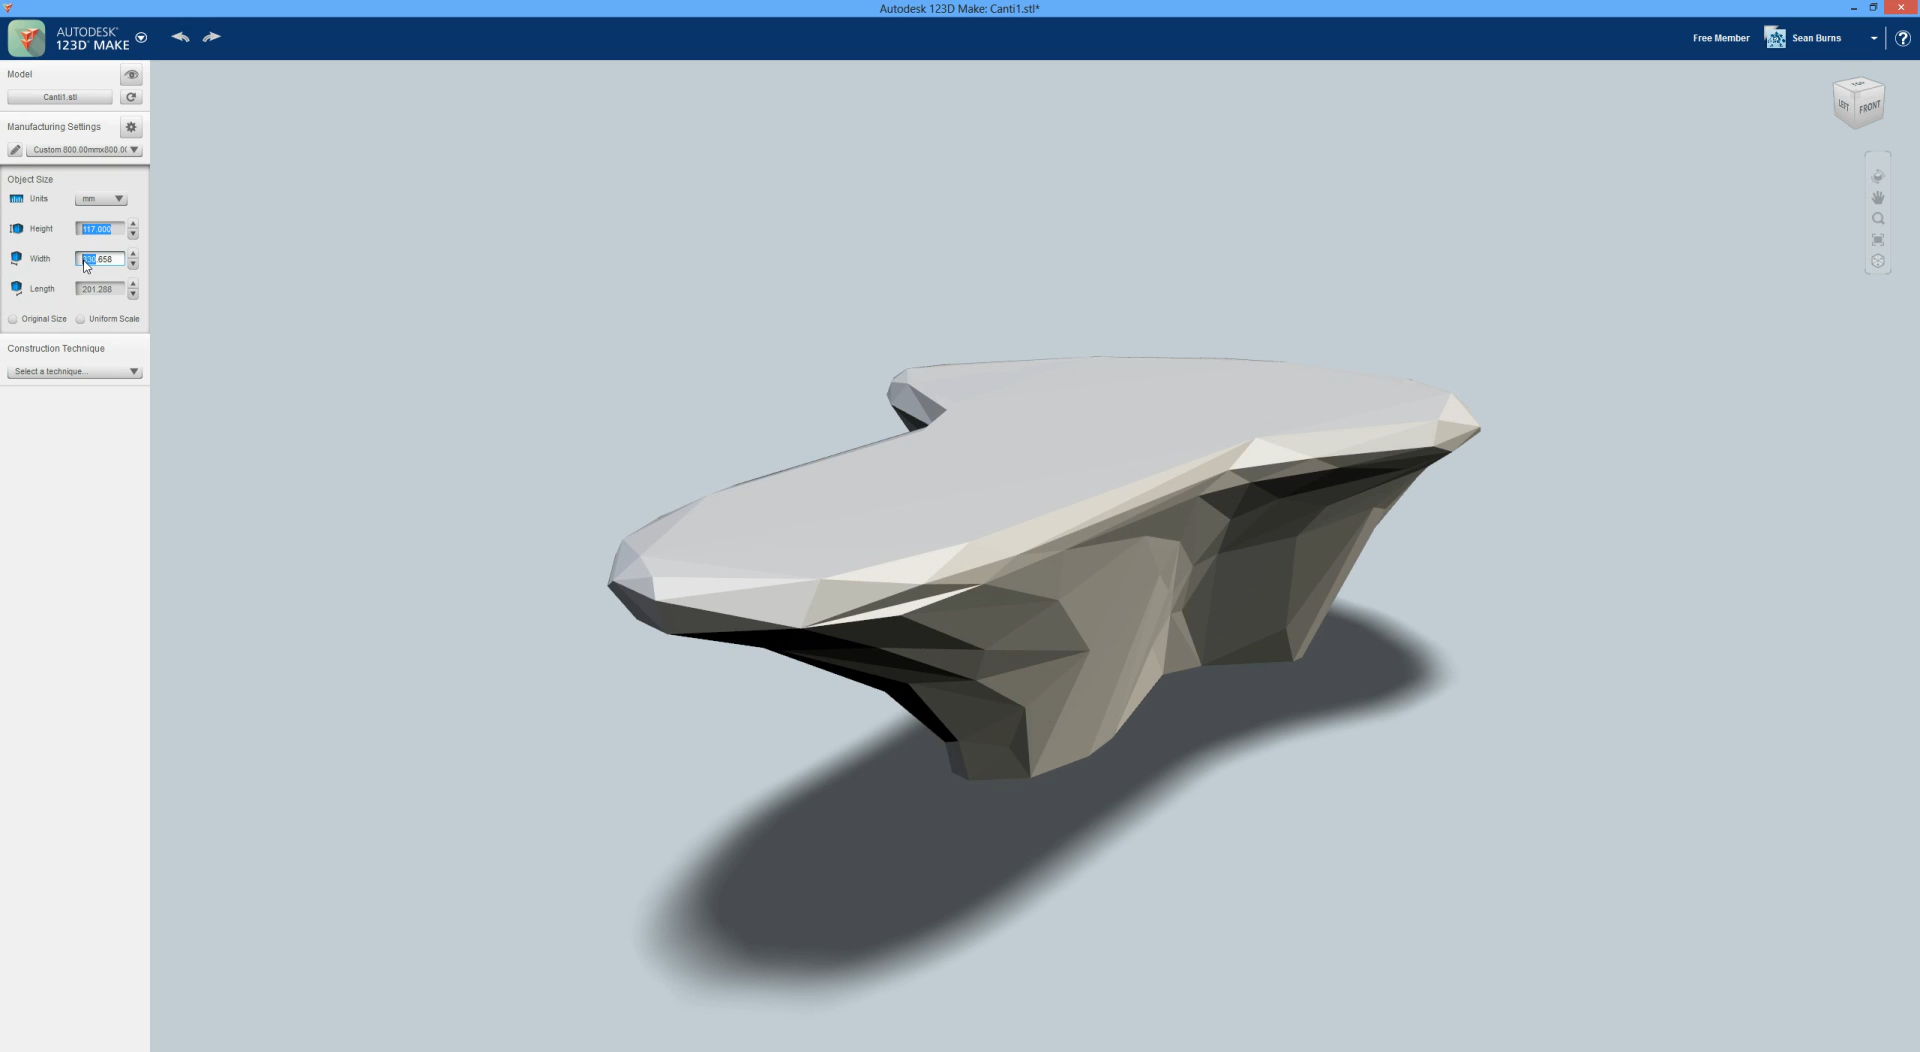 Autodesk 123D Make: Canti1.stl*
AUTODESK®
123D® MAKE
Free Member
Sean Burns
?
Model
Canti1.stl
Manufacturing Settings
Custom 800.00mmx800.0(
Object Size
Units mm
Height 117.000
Width .658
Length 201.288
Original Size Uniform Scale
Construction Technique
Select a technique...
TOP
LEFT FRONT